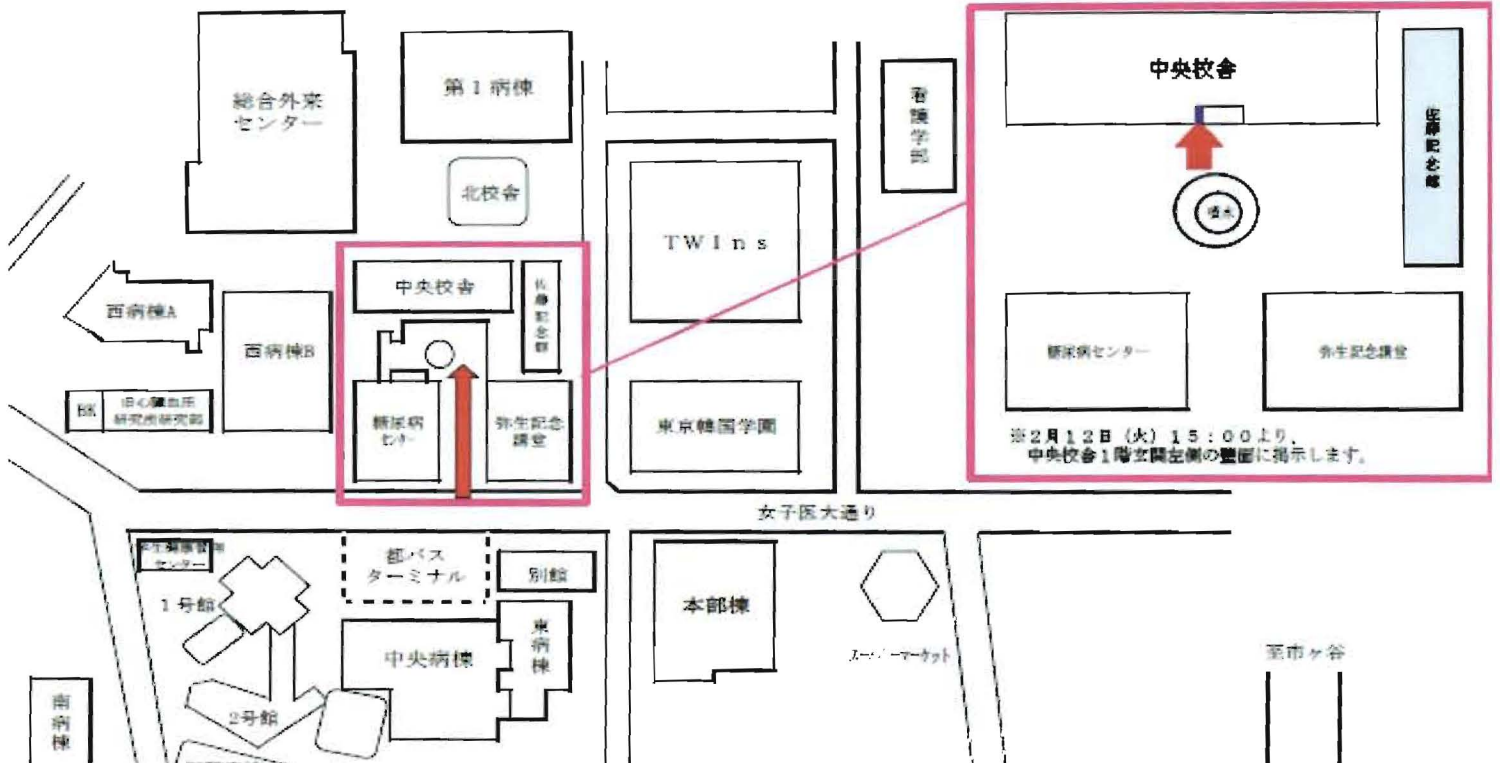 総合外来
センター
第1病棟
北校舎
看護学部
TWIns
中央校舎
佐藤記念館
西病棟A
西病棟B
BK
旧心臓血圧
研究所研究部
糖尿病
センター
弥生記念
講堂
東京韓国学園
女子医大通り
中央校舎
佐藤記念館
噴水
糖尿病センター
弥生記念講堂
※2月12日（火）15：00より、
中央校舎1階玄関左側の壁面に掲示します。
センター
1号館
2号館
都バス
ターミナル
別館
中央病棟
東病棟
本部棟
スーパーマーケット
至市ヶ谷
南病棟